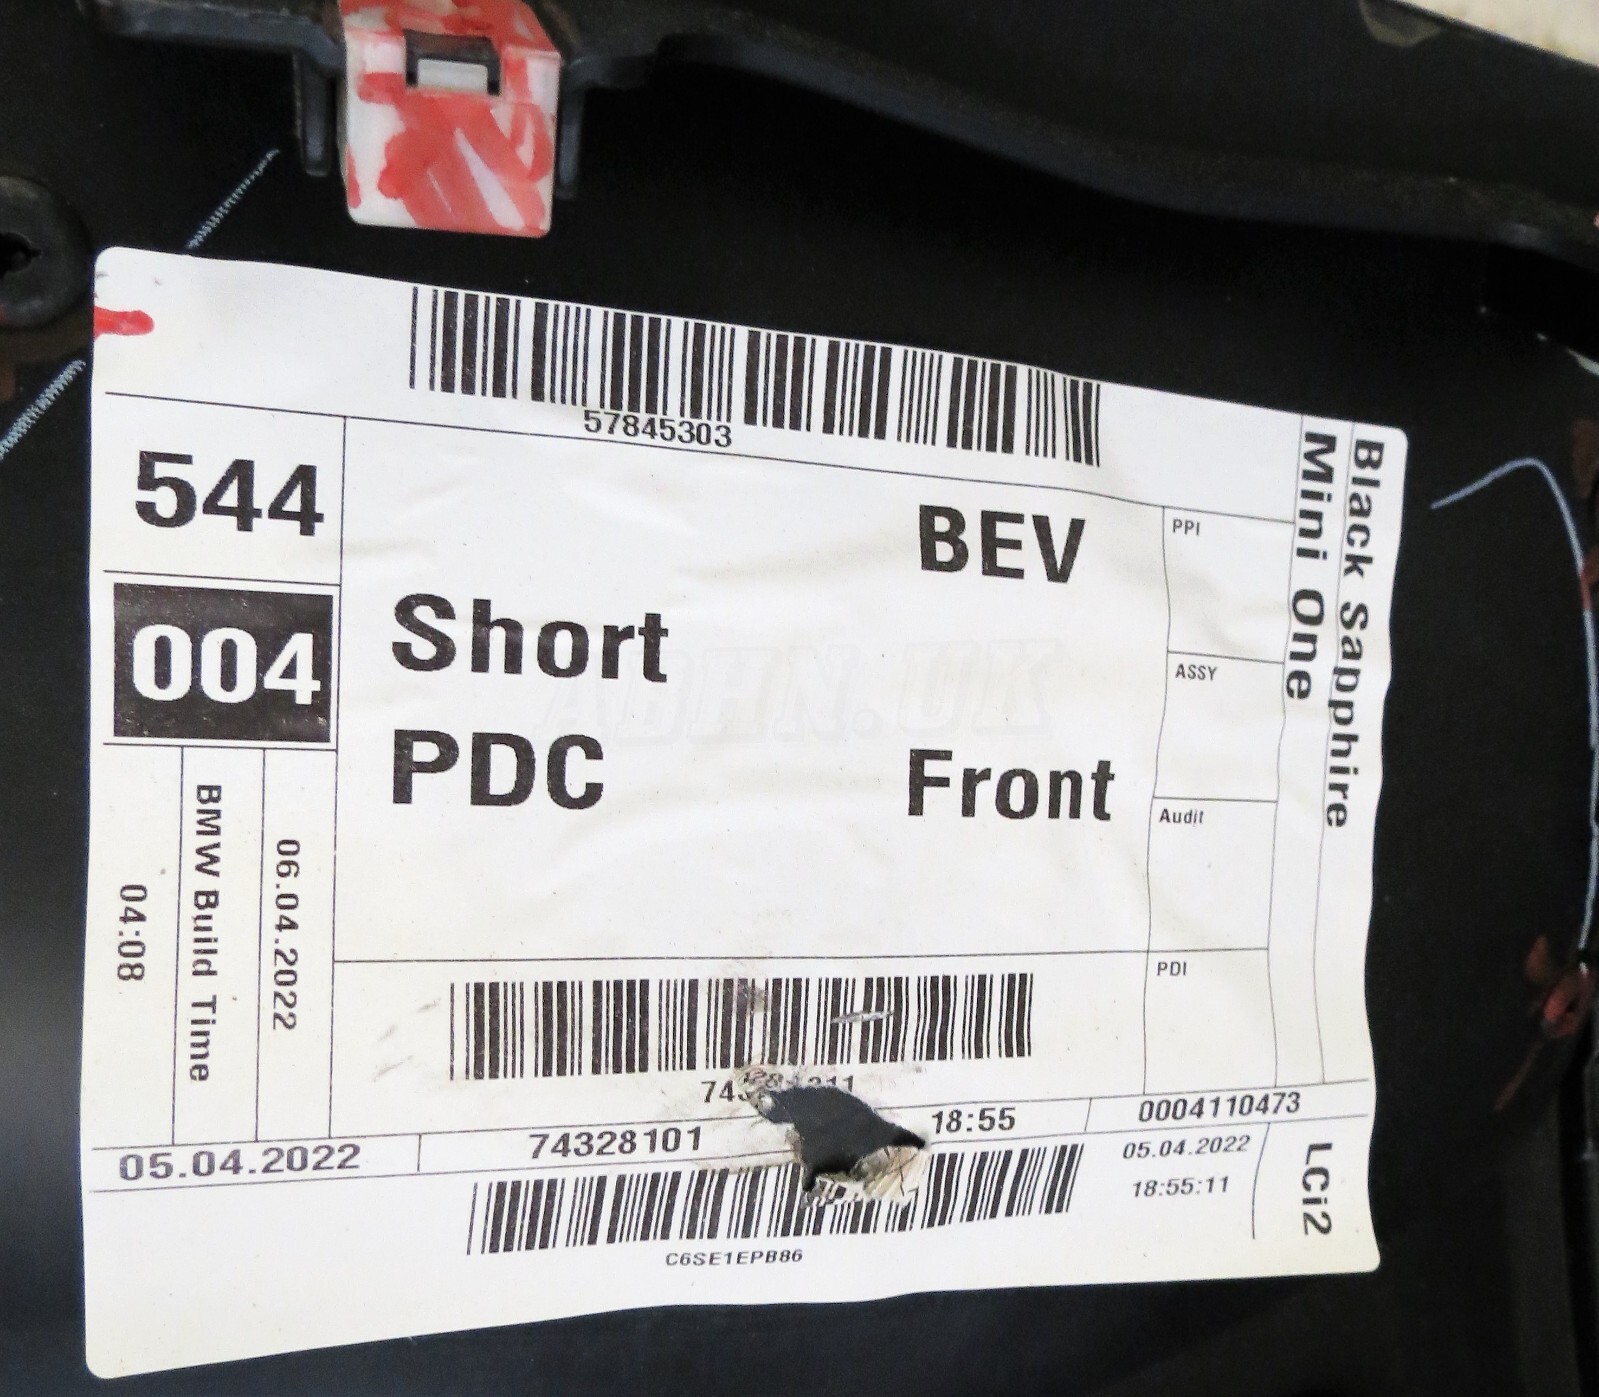 57845303
544
BEV
PPI
Black Sapphire
Mini One
004
Short
ASSY
PDC
Front
Audit
04:08
BMW Build Time
06.04.2022
PDI
05.04.2022
74328101
18:55
0004110473
05.04.2022
18:55:11
LCi2
C6SE1EPB86
ABHN.UK